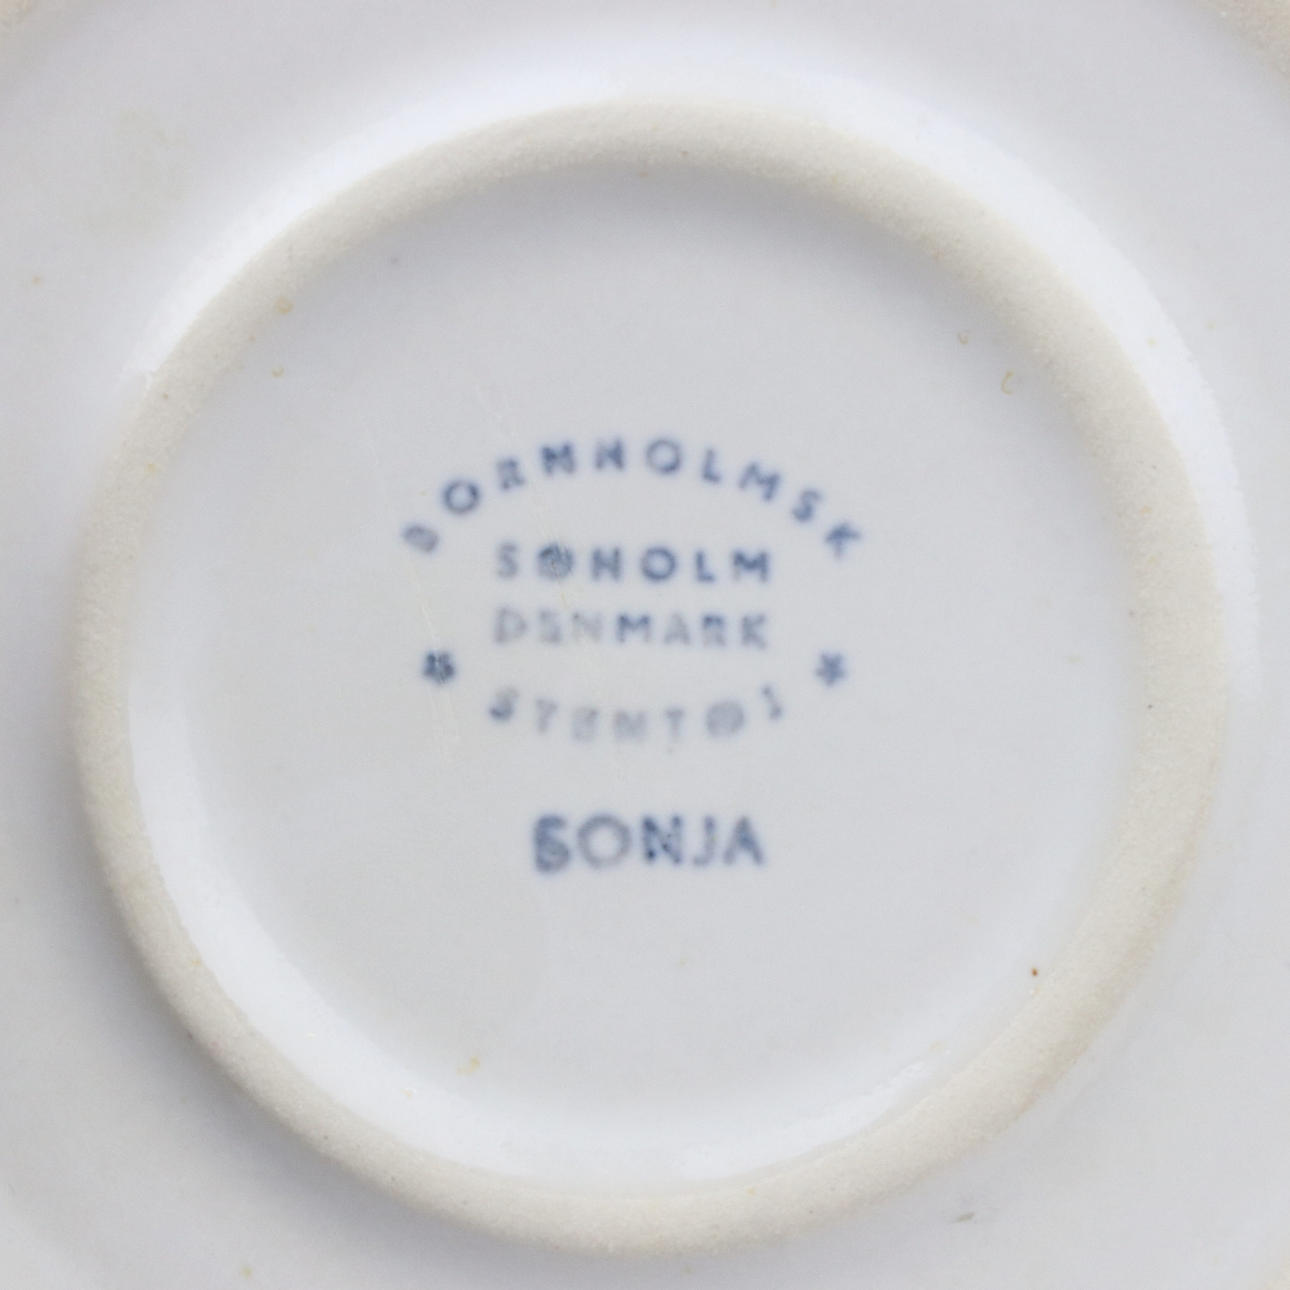 BORNHOLMSK
SØHOLM
DENMARK
* STENTØJ *
SONJA